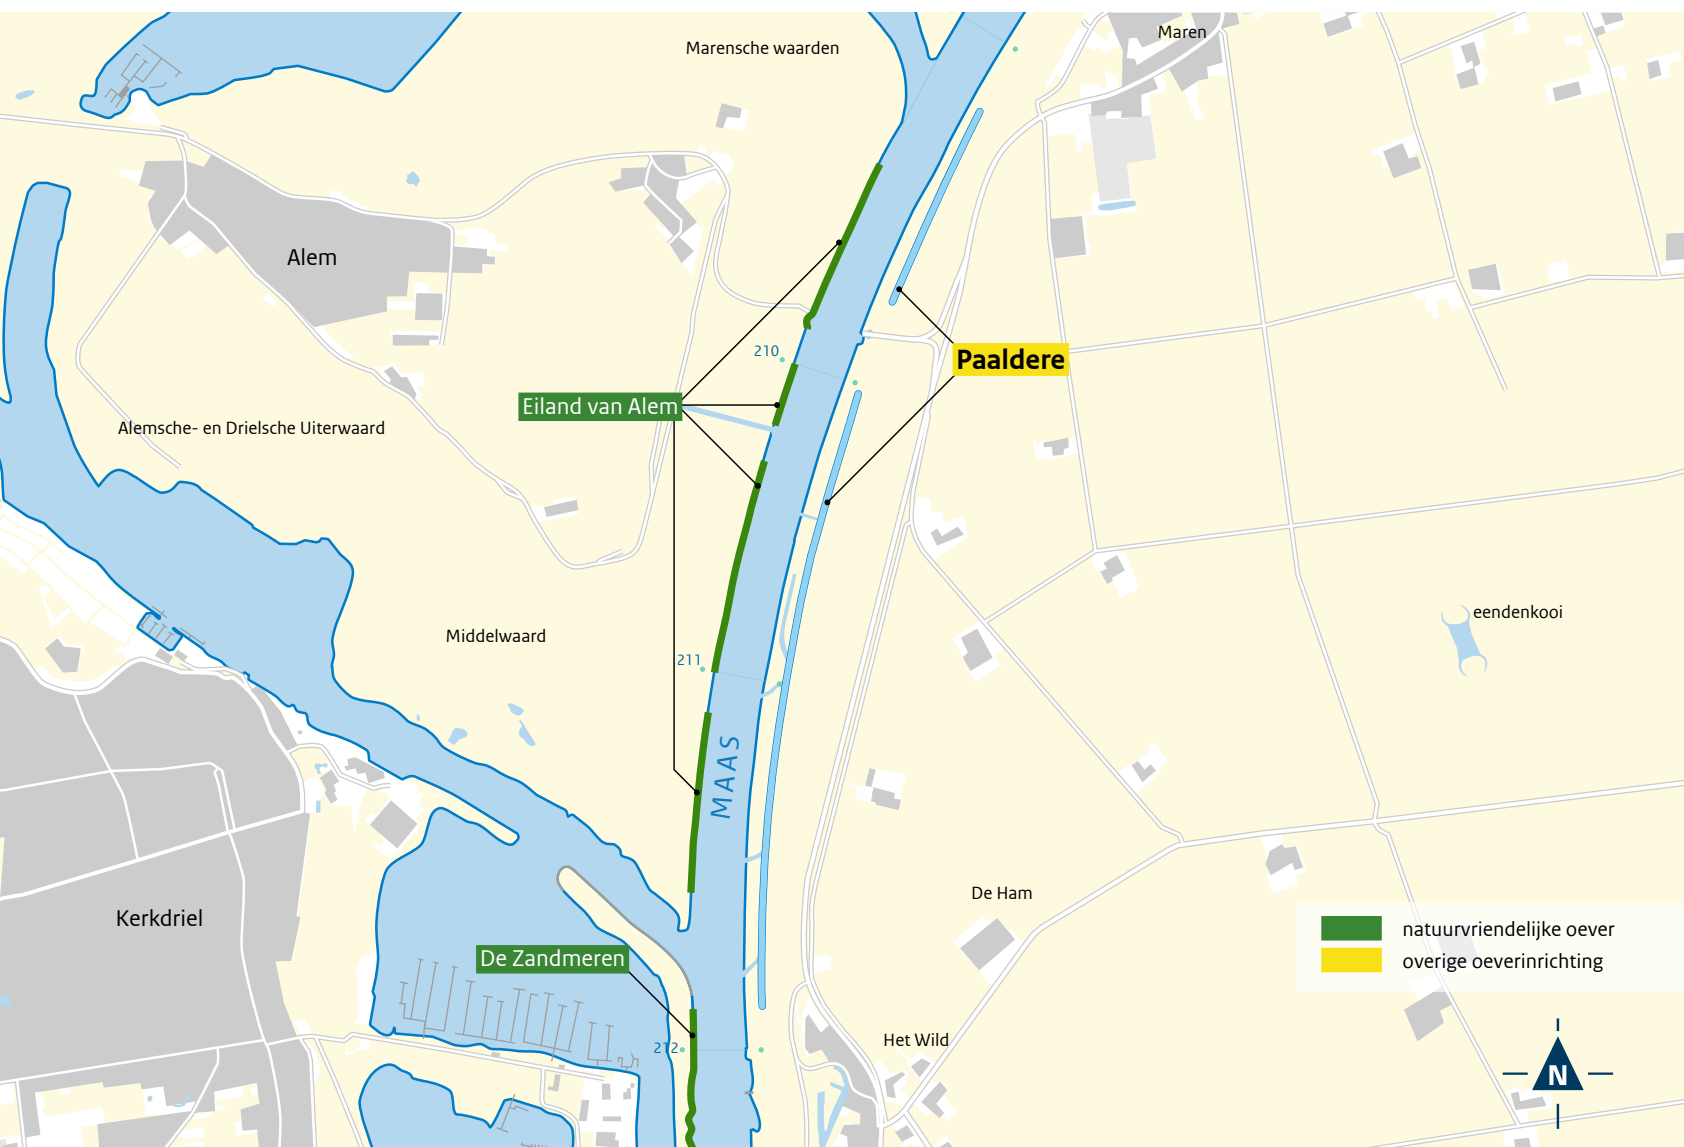 Maren
Marensche waarden
Alem
210
Paaldere
Eiland van Alem
Alemsche- en Drielsche Uiterwaard
eendenkooi
Middelwaard
211
MAAS
De Ham
Kerkdriel
natuurvriendelijke oever
De Zandmeren
overige oeverinrichting
Het Wild
212
N